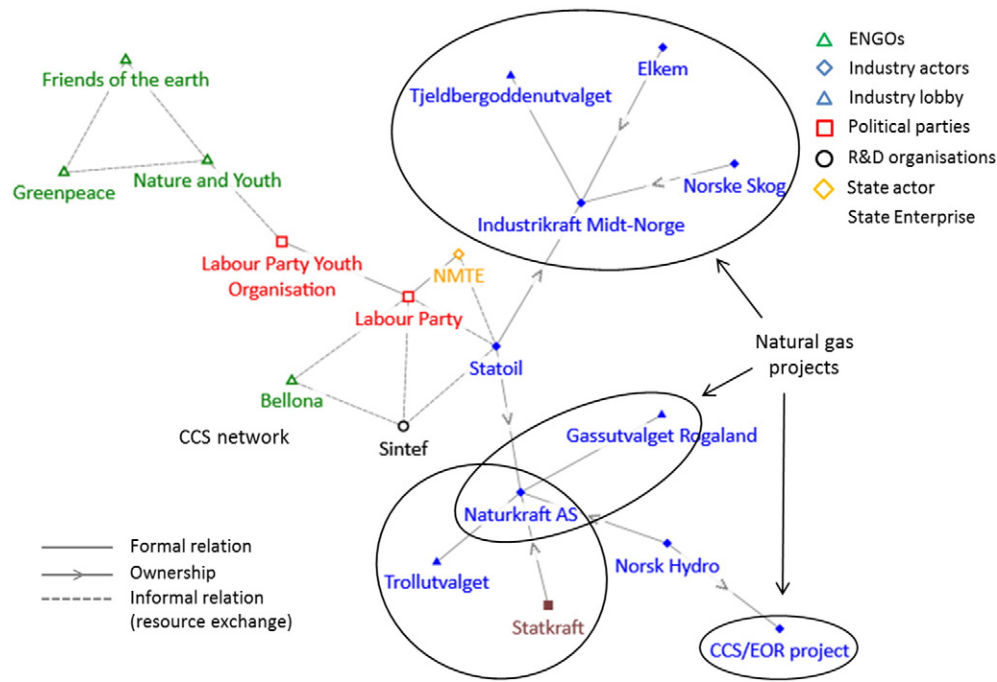 Friends of the earth
Greenpeace
Nature and Youth
Labour Party Youth
Organisation
NMTE
Labour Party
Bellona
CCS network
Sintef
Statoil
Tjeldbergoddenutvalget
Elkem
Norske Skog
Industrikraft Midt-Norge
ENGOs
Industry actors
Industry lobby
Political parties
R&D organisations
State actor
State Enterprise
Natural gas
projects
Gassutvalget Rogaland
Naturkraft AS
Trollutvalget
Statkraft
Norsk Hydro
CCS/EOR project
Formal relation
Ownership
Informal relation
(resource exchange)